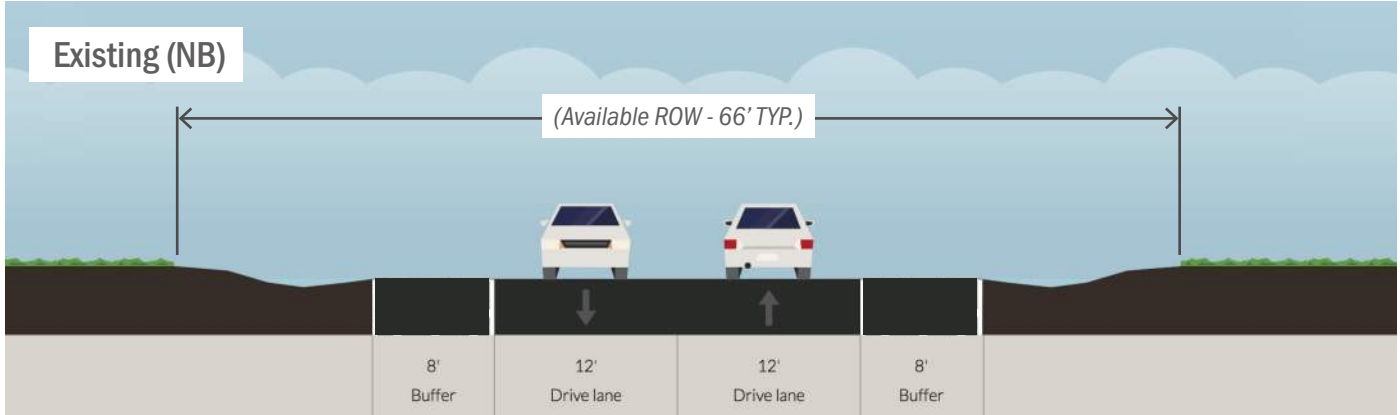 Existing (NB)
(Available ROW - 66’ TYP.)
8' 12' 12' 8'
Buffer Drive lane Drive lane Buffer